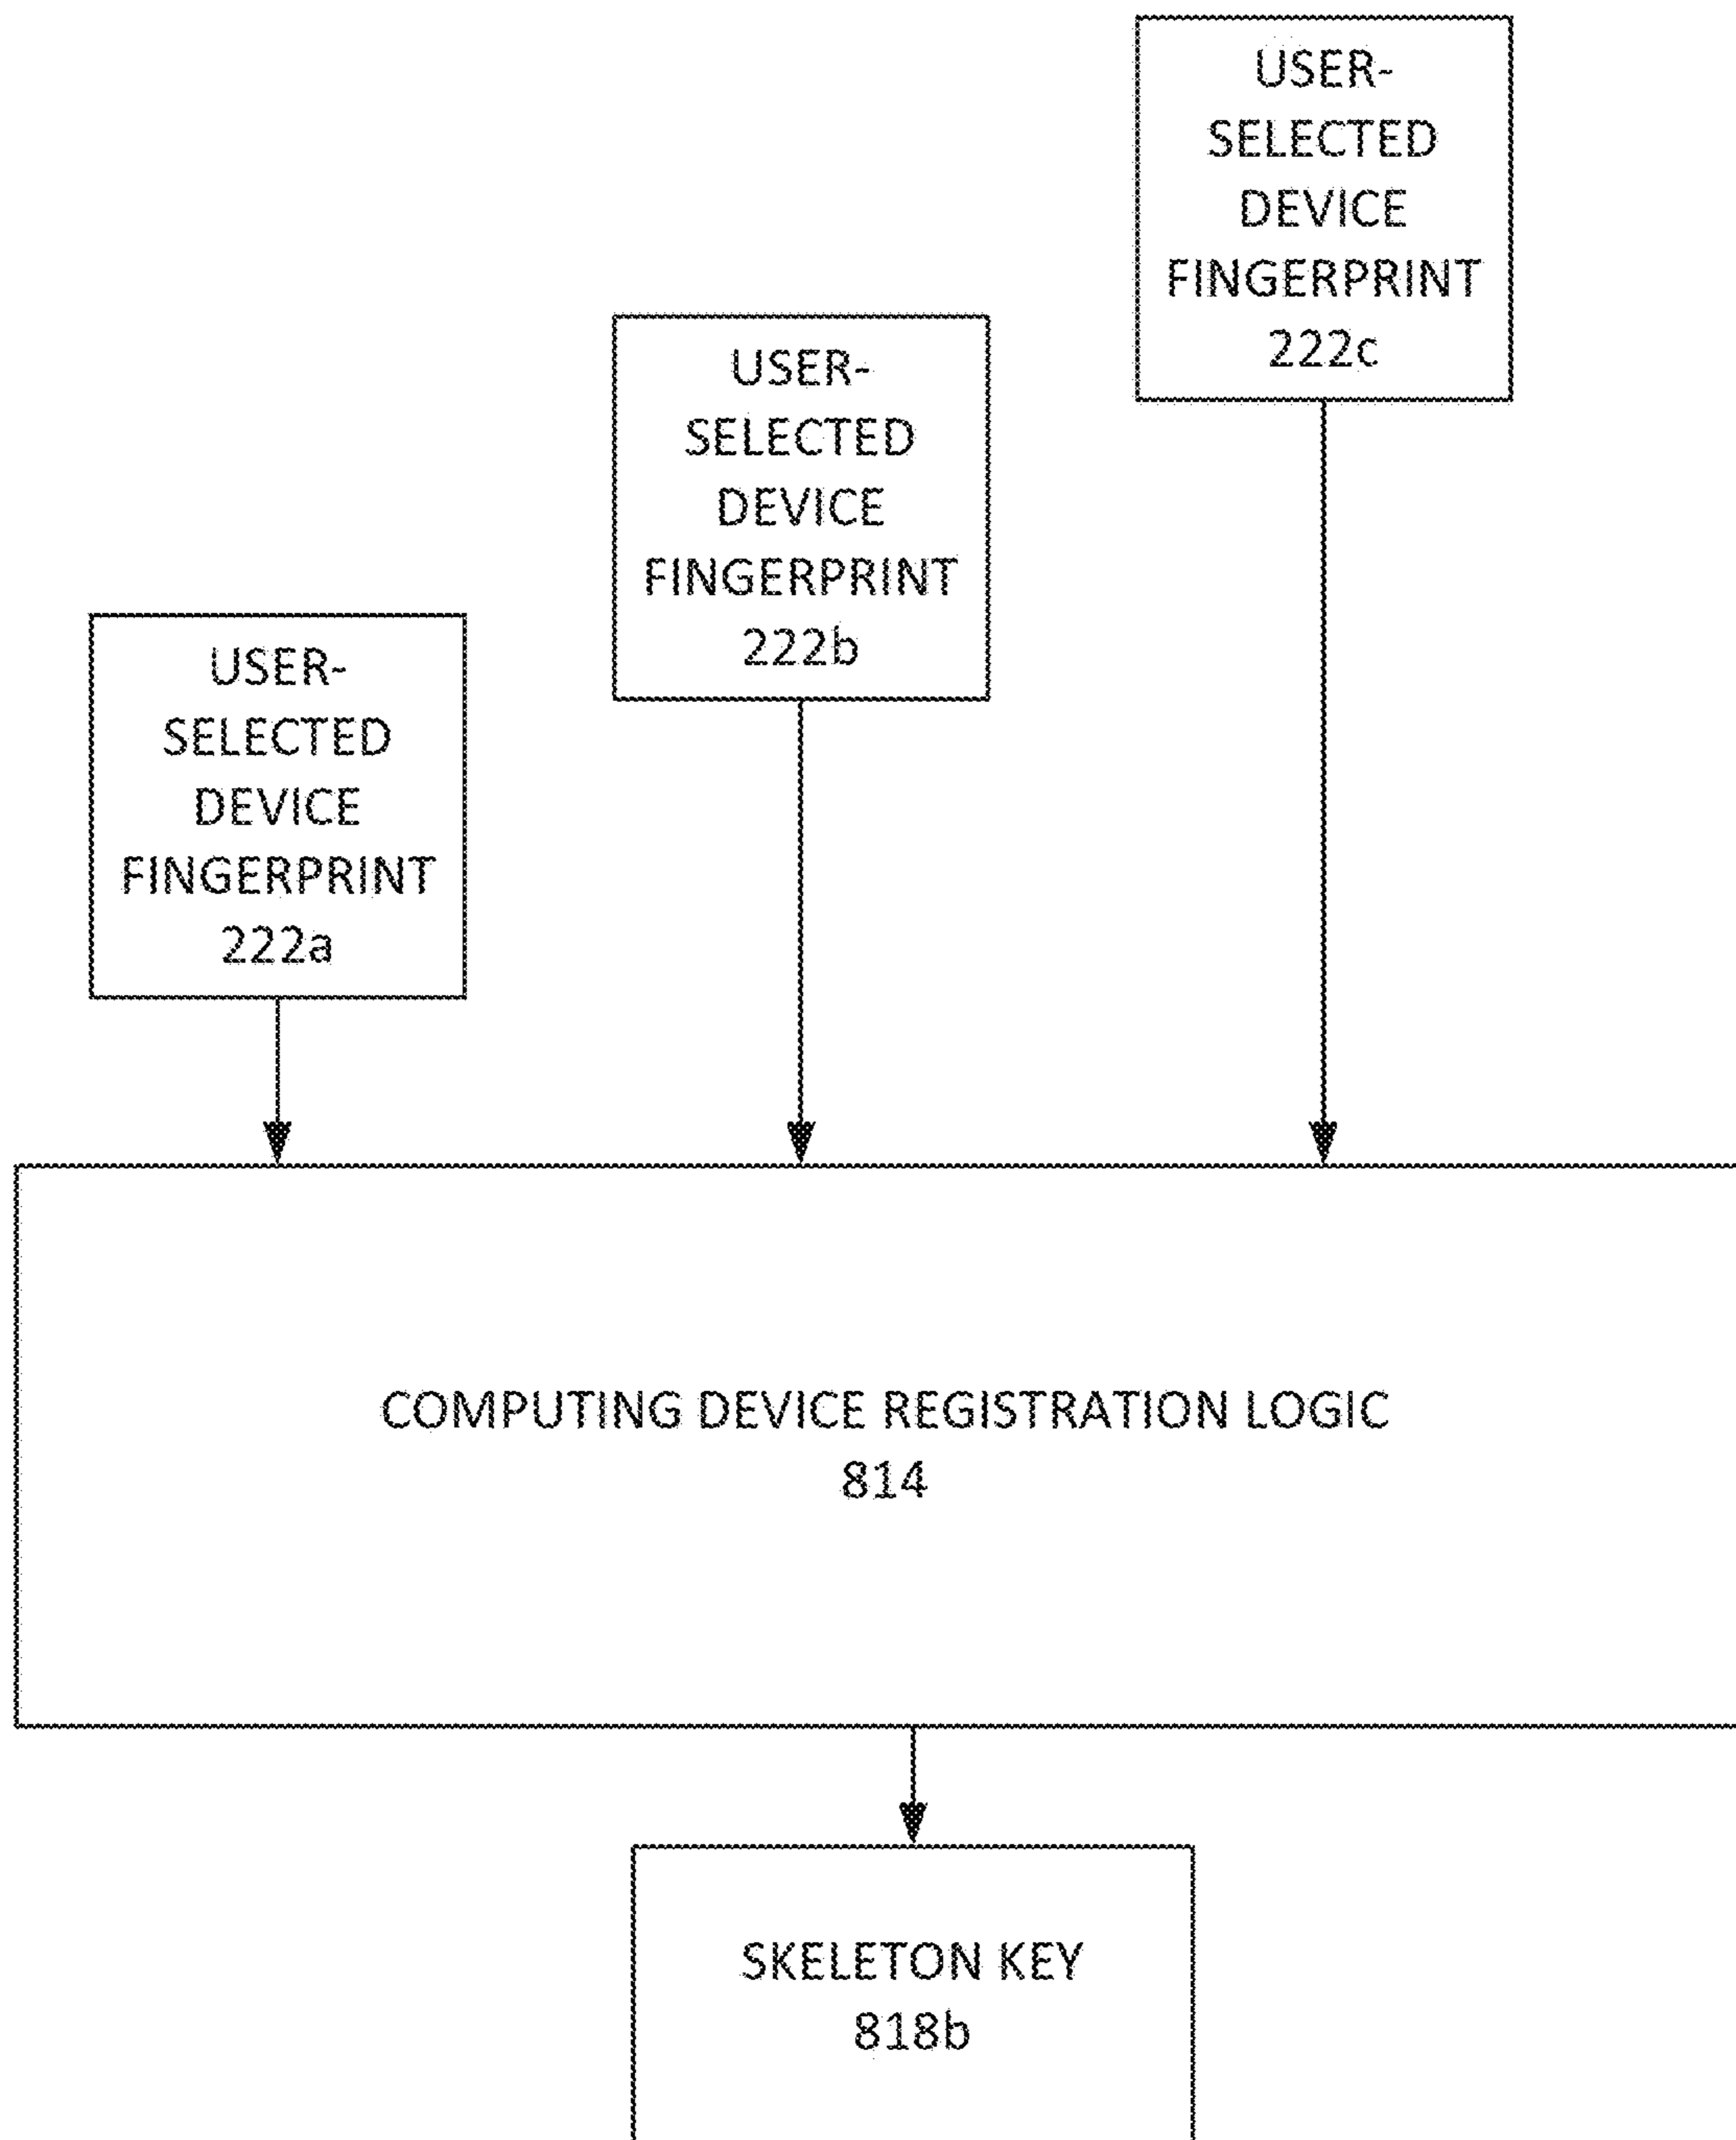 USER-
SELECTED
DEVICE
FINGERPRINT
222a
USER-
SELECTED
DEVICE
FINGERPRINT
222b
USER-
SELECTED
DEVICE
FINGERPRINT
222c
COMPUTING DEVICE REGISTRATION LOGIC
814
SKELETON KEY
818b